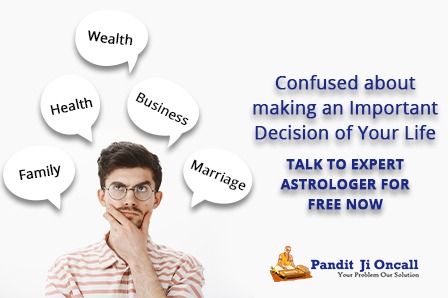 Wealth
Health
Business
Family
Marriage
Confused about
making an Important
Decision of Your Life
TALK TO EXPERT
ASTROLOGER FOR
FREE NOW
Pandit Ji Oncall
Your Problem Our Solution